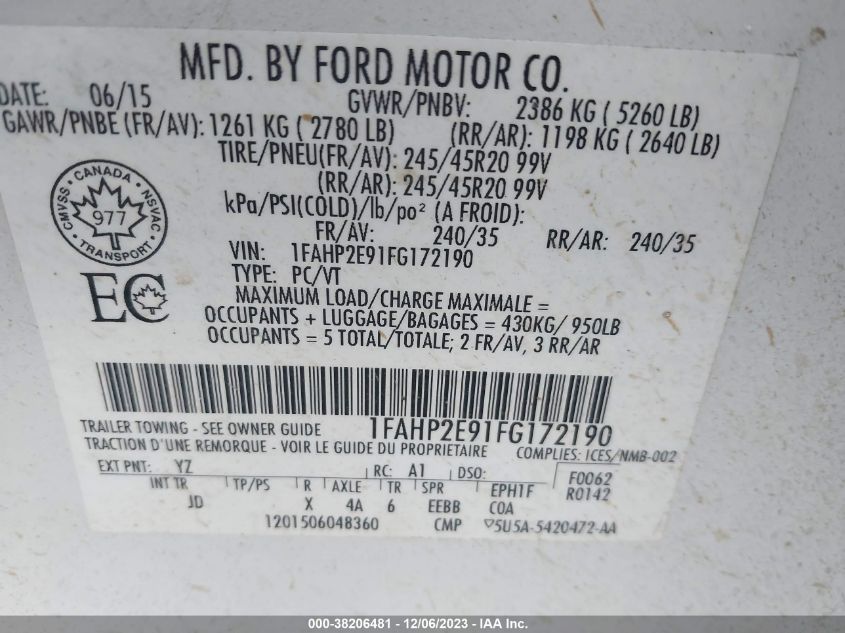 MFD. BY FORD MOTOR CO.
DATE: 06/15 GVWR/PNBV: 2386 KG ( 5260 LB)
GAWR/PNBE (FR/AV): 1261 KG ( 2780 LB) (RR/AR): 1198 KG ( 2640 LB)
TIRE/PNEU(FR/AV): 245/45R20 99V
(RR/AR): 245/45R20 99V
kPa/PSI(COLD)/lb/po² (A FROID):
FR/AV: 240/35 RR/AR: 240/35
CANADA
CMVSS NSVAC
977
TRANSPORT
VIN: 1FAHP2E91FG172190
TYPE: PC/VT
EC
MAXIMUM LOAD/CHARGE MAXIMALE =
OCCUPANTS + LUGGAGE/BAGAGES = 430KG/ 950LB
OCCUPANTS = 5 TOTAL/TOTALE; 2 FR/AV, 3 RR/AR
TRAILER TOWING - SEE OWNER GUIDE 1FAHP2E91FG172190
TRACTION D'UNE REMORQUE - VOIR LE GUIDE DU PROPRIETAIRE COMPLIES: ICES/NMB-002
EXT PNT: YZ RC: A1 DSO: F0062
INT TR TP/PS R AXLE TR SPR EPH1F R0142
JD X 4A 6 EEBB COA
1201506048360 CMP 5U5A-5420472-AA
000-38206481 - 12/06/2023 - IAA Inc.